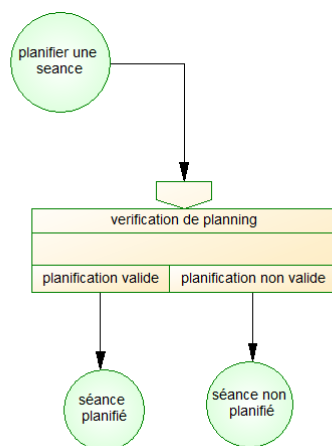 planifier une
seance
verification de planning
planification valide
planification non valide
séance
planifié
séance non
planifié